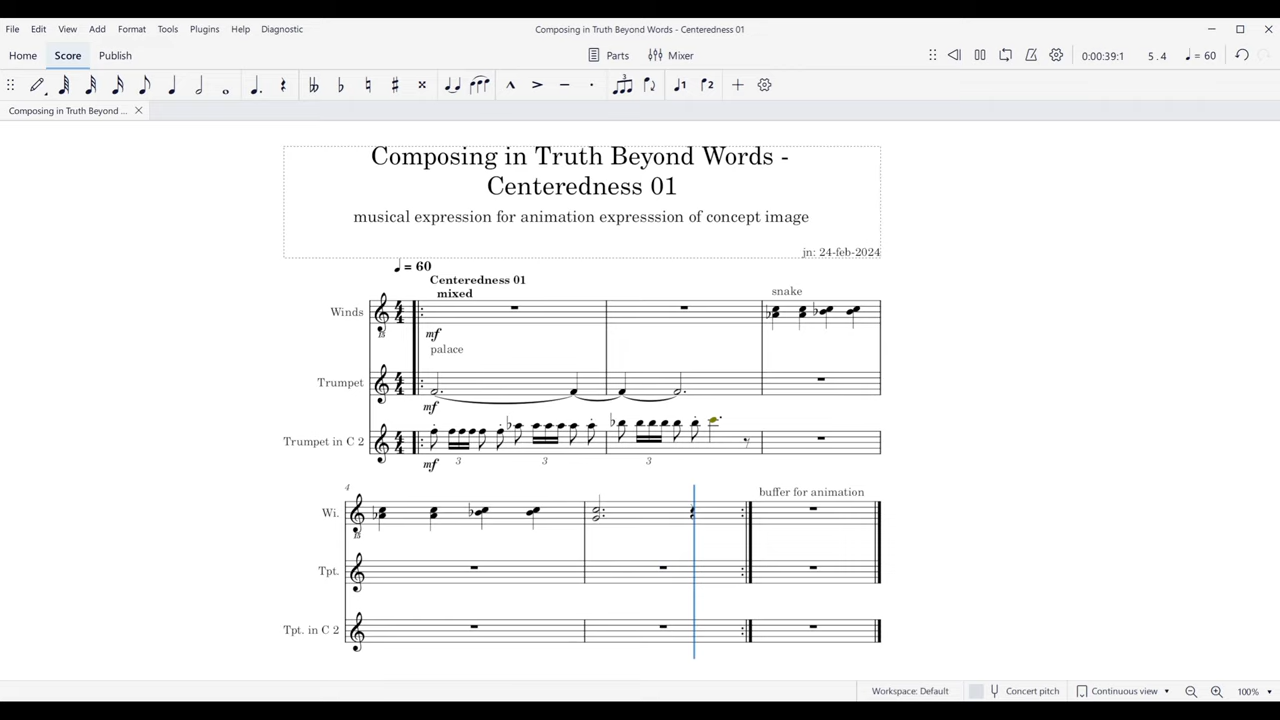 File Edit View Add Format Tools Plugins Help Diagnostic
Composing in Truth Beyond Words - Centeredness 01
Home Score Publish
Parts Mixer
0:00:39:1 5 . 4 = 60
3 1 2
Composing in Truth Beyond ...
Composing in Truth Beyond Words -
Centeredness 01
musical expression for animation expresssion of concept image
jn: 24-feb-2024
= 60
Centeredness 01
mixed
snake
Winds
mf
palace
Trumpet
mf
Trumpet in C 2
mf 3 3 3
4
buffer for animation
Wi.
Tpt.
Tpt. in C 2
Workspace: Default Concert pitch Continuous view 100%